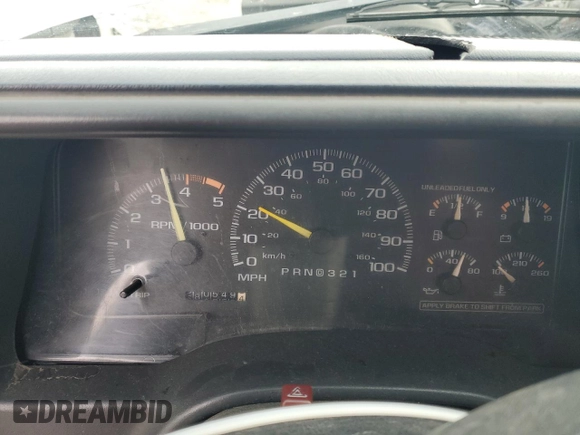 0 1 2 3 4 5
RPM / 1000
0 10 20 30 40 50 60 70 80 90 100
20 40 60 80 100 120 140 160
km/h
MPH
P R N D 3 2 1
UNLEADED FUEL ONLY
E F
9 19
0 80
210
260
APPLY BRAKE TO SHIFT FROM PARK
DREAMBID